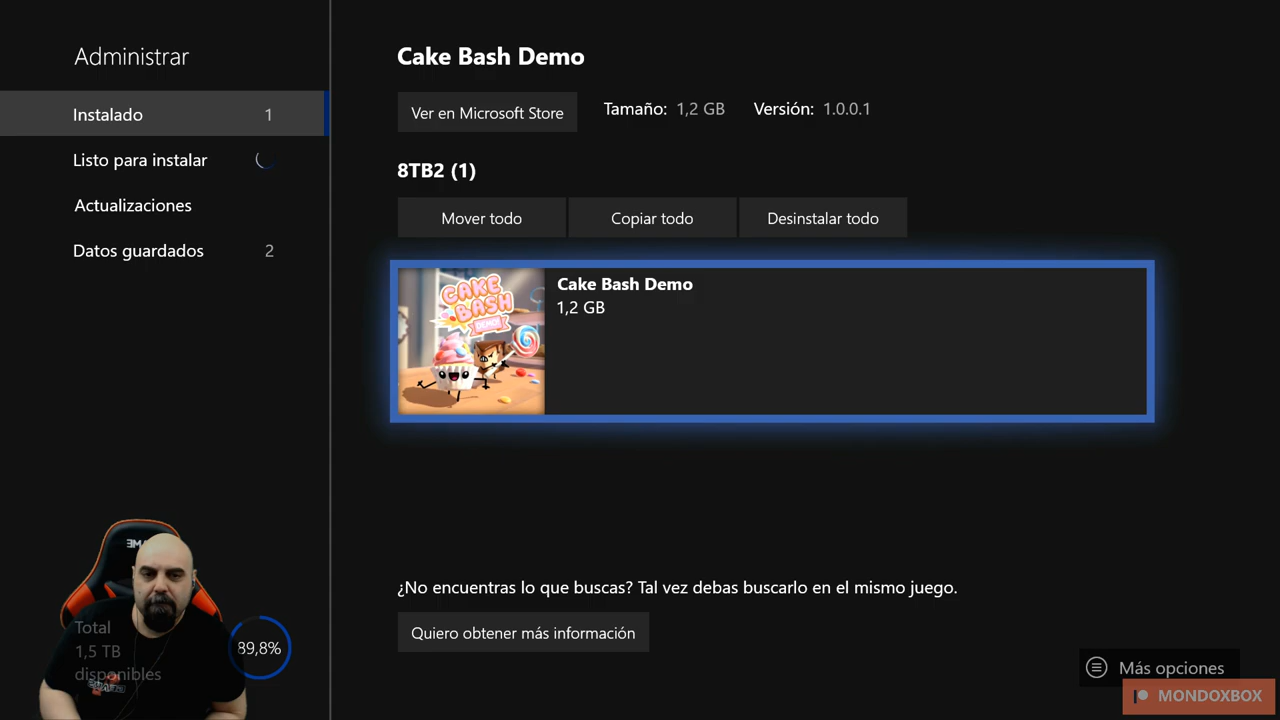 Administrar
Instalado 1
Listo para instalar
Actualizaciones
Datos guardados 2
Total
1,5 TB
disponibles
89,8%
Cake Bash Demo
Ver en Microsoft Store
Tamaño: 1,2 GB
Versión: 1.0.0.1
8TB2 (1)
Mover todo
Copiar todo
Desinstalar todo
CAKE
BASH
DEMO!
Cake Bash Demo
1,2 GB
¿No encuentras lo que buscas? Tal vez debas buscarlo en el mismo juego.
Quiero obtener más información
Más opciones
MONDOXBOX